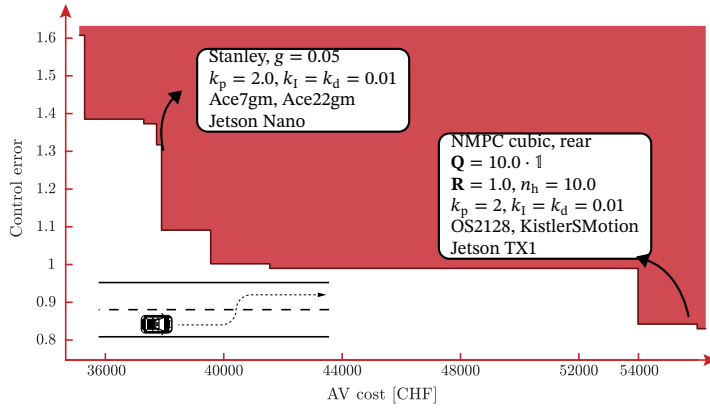 Control error
1.6
1.5
1.4
1.3
1.2
1.1
1
0.9
0.8
Stanley, g = 0.05
kp = 2.0, kI = kd = 0.01
Ace7gm, Ace22gm
Jetson Nano
NMPC cubic, rear
Q = 10.0 · 𝟙
R = 1.0, nh = 10.0
kp = 2, kI = kd = 0.01
OS2128, KistlerSMotion
Jetson TX1
36000 40000 44000 48000 52000 54000
AV cost [CHF]